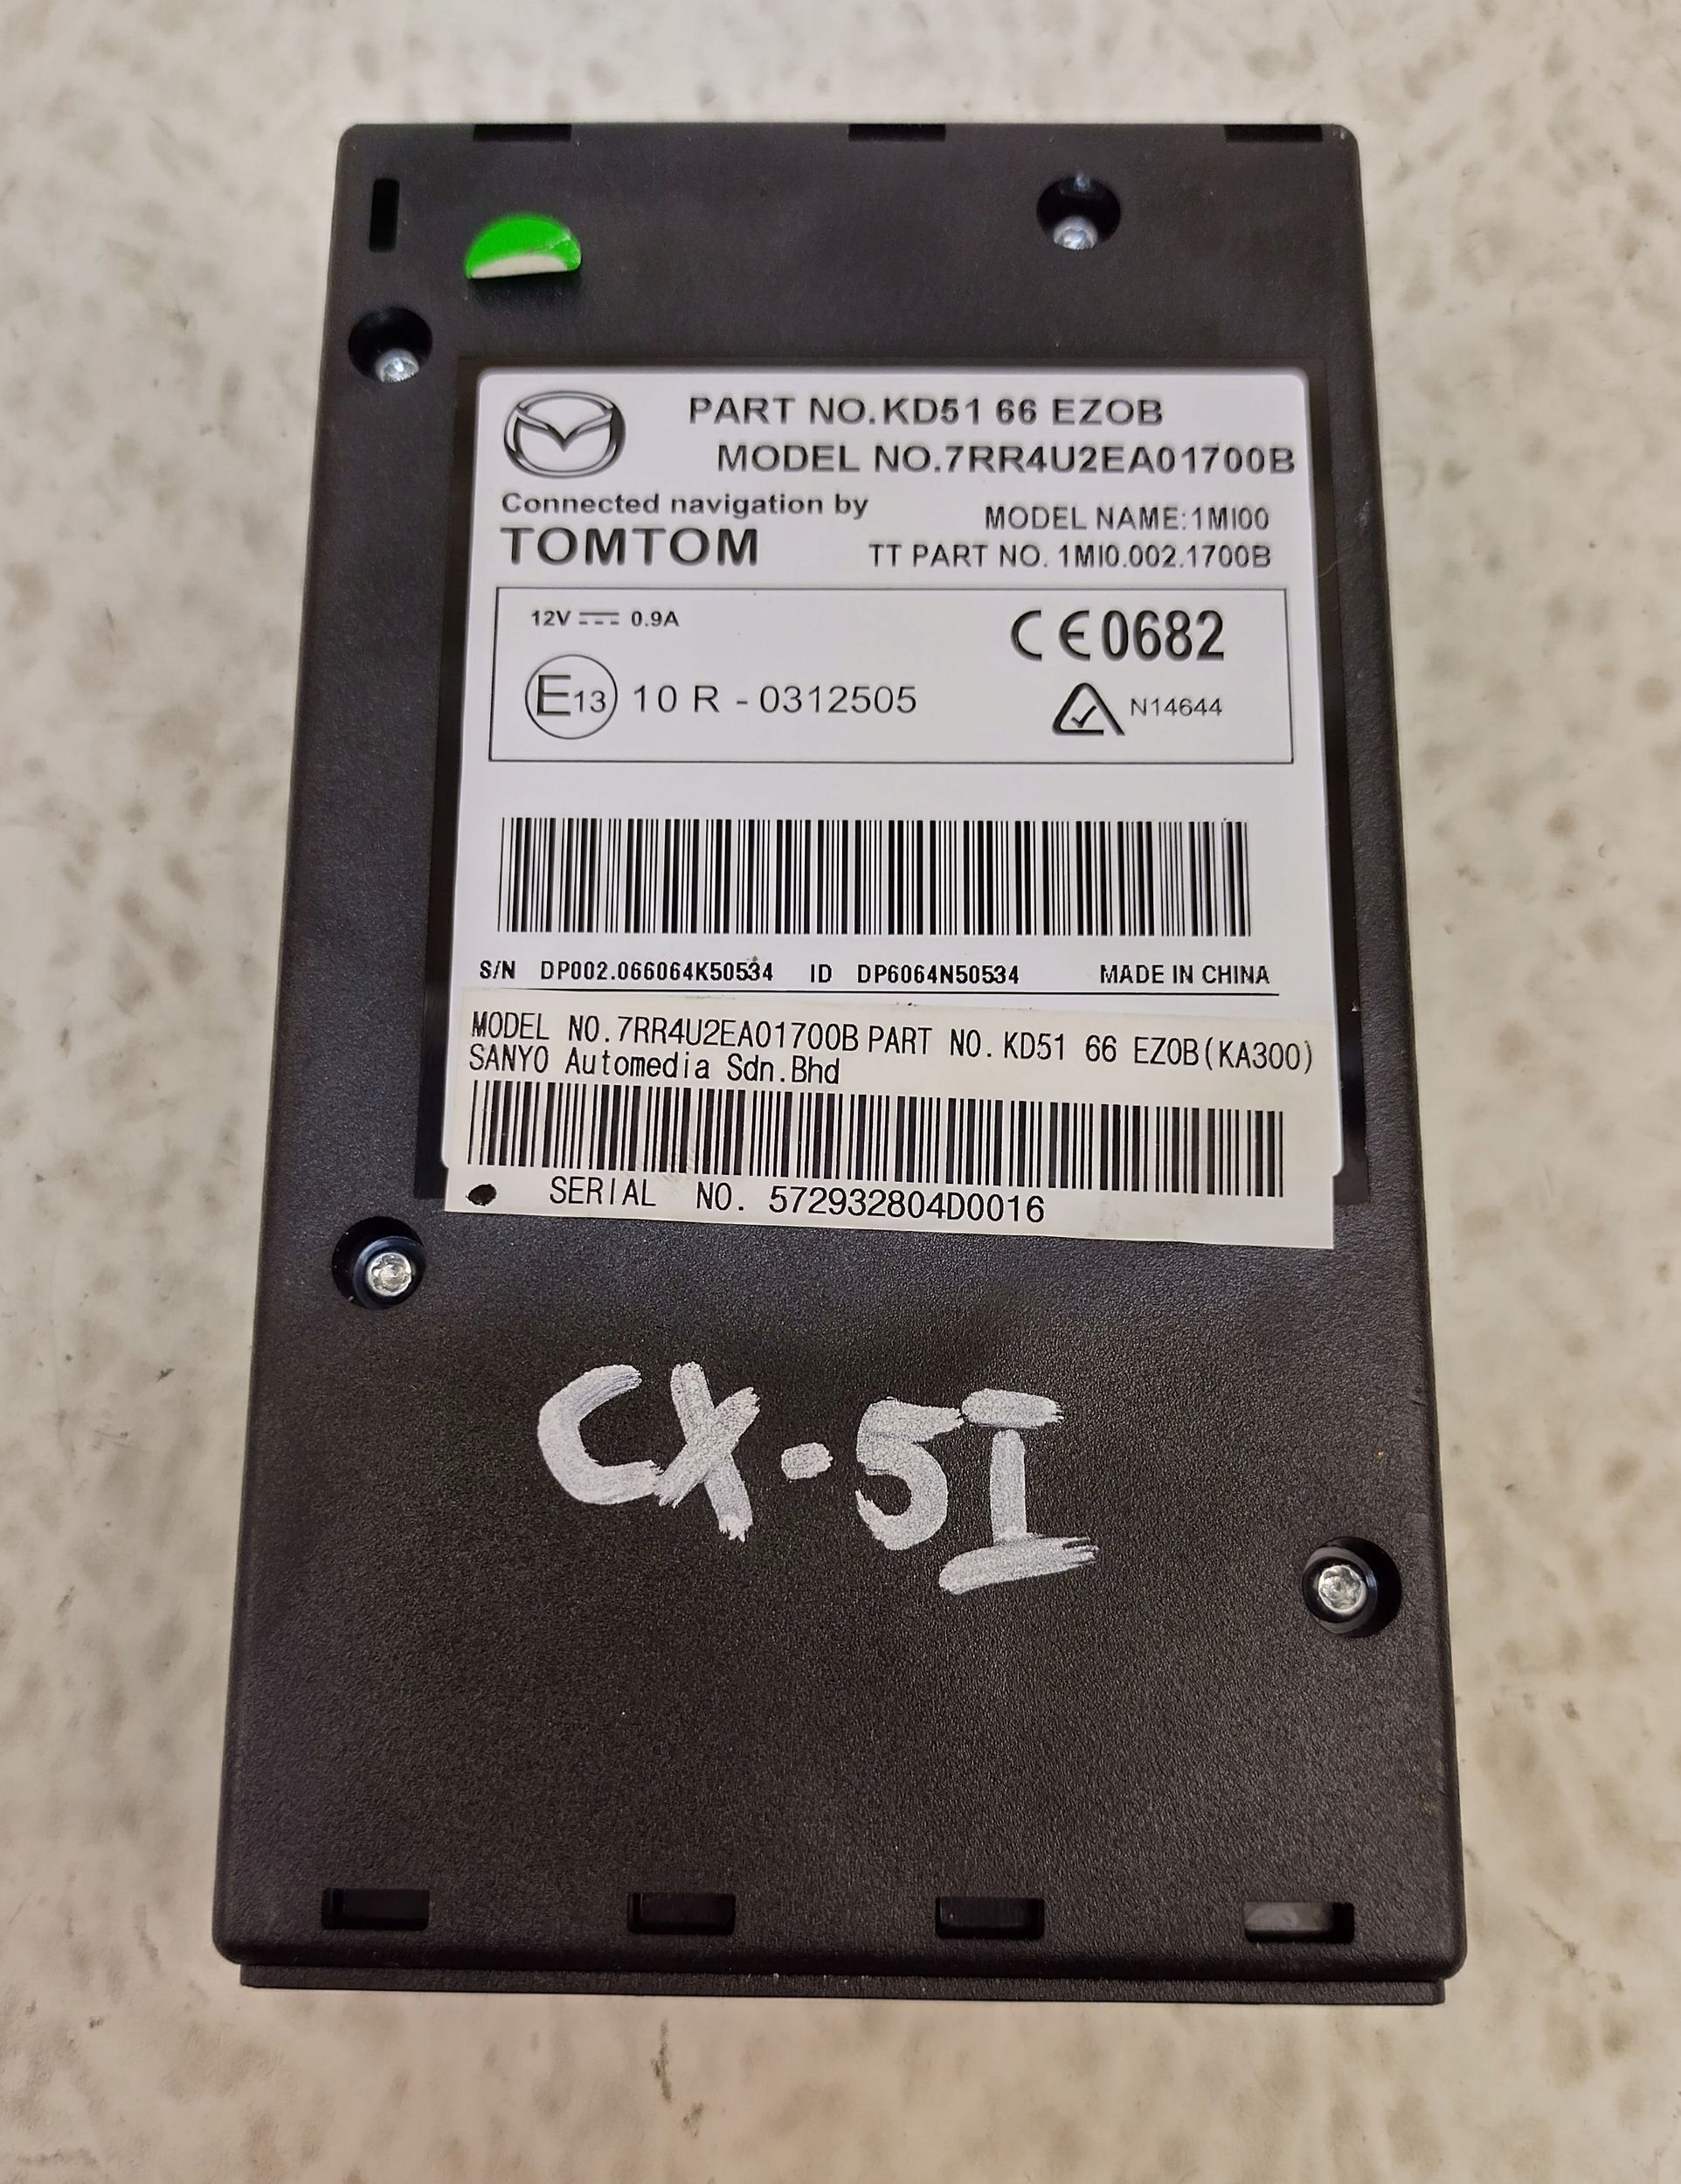 PART NO.KD51 66 EZ0B
MODEL NO.7RR4U2EA01700B
Connected navigation by
TOMTOM
MODEL NAME:1MI00
TT PART NO. 1MI0.002.1700B
12V 0.9A
CE0682
E13 10 R - 0312505
N14644
S/N DP002.066064K50534 ID DP6064N50534 MADE IN CHINA
MODEL NO.7RR4U2EA01700B PART NO.KD51 66 EZ0B(KA300)
SANYO Automedia Sdn.Bhd
SERIAL NO. 572932804D0016
CX-5I